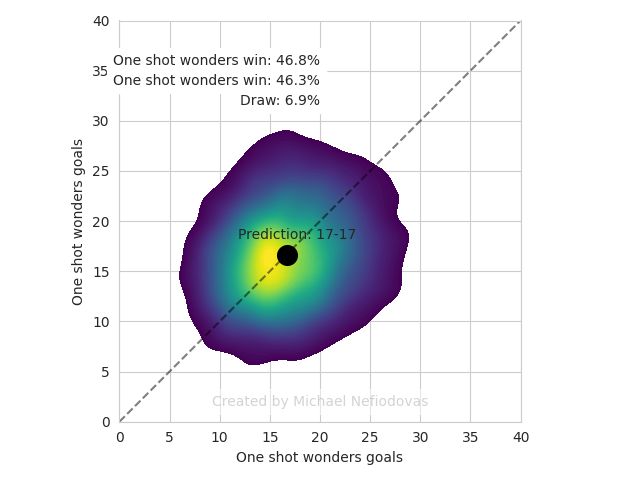 40
One shot wonders win: 46.8%
35
One shot wonders win: 46.3%
Draw: 6.9%
30
25
20
Prediction: 17-17
15
10
5
Created by Michael Nefiodovas
0
0 5 10 15 20 25 30 35 40
One shot wonders goals
One shot wonders goals